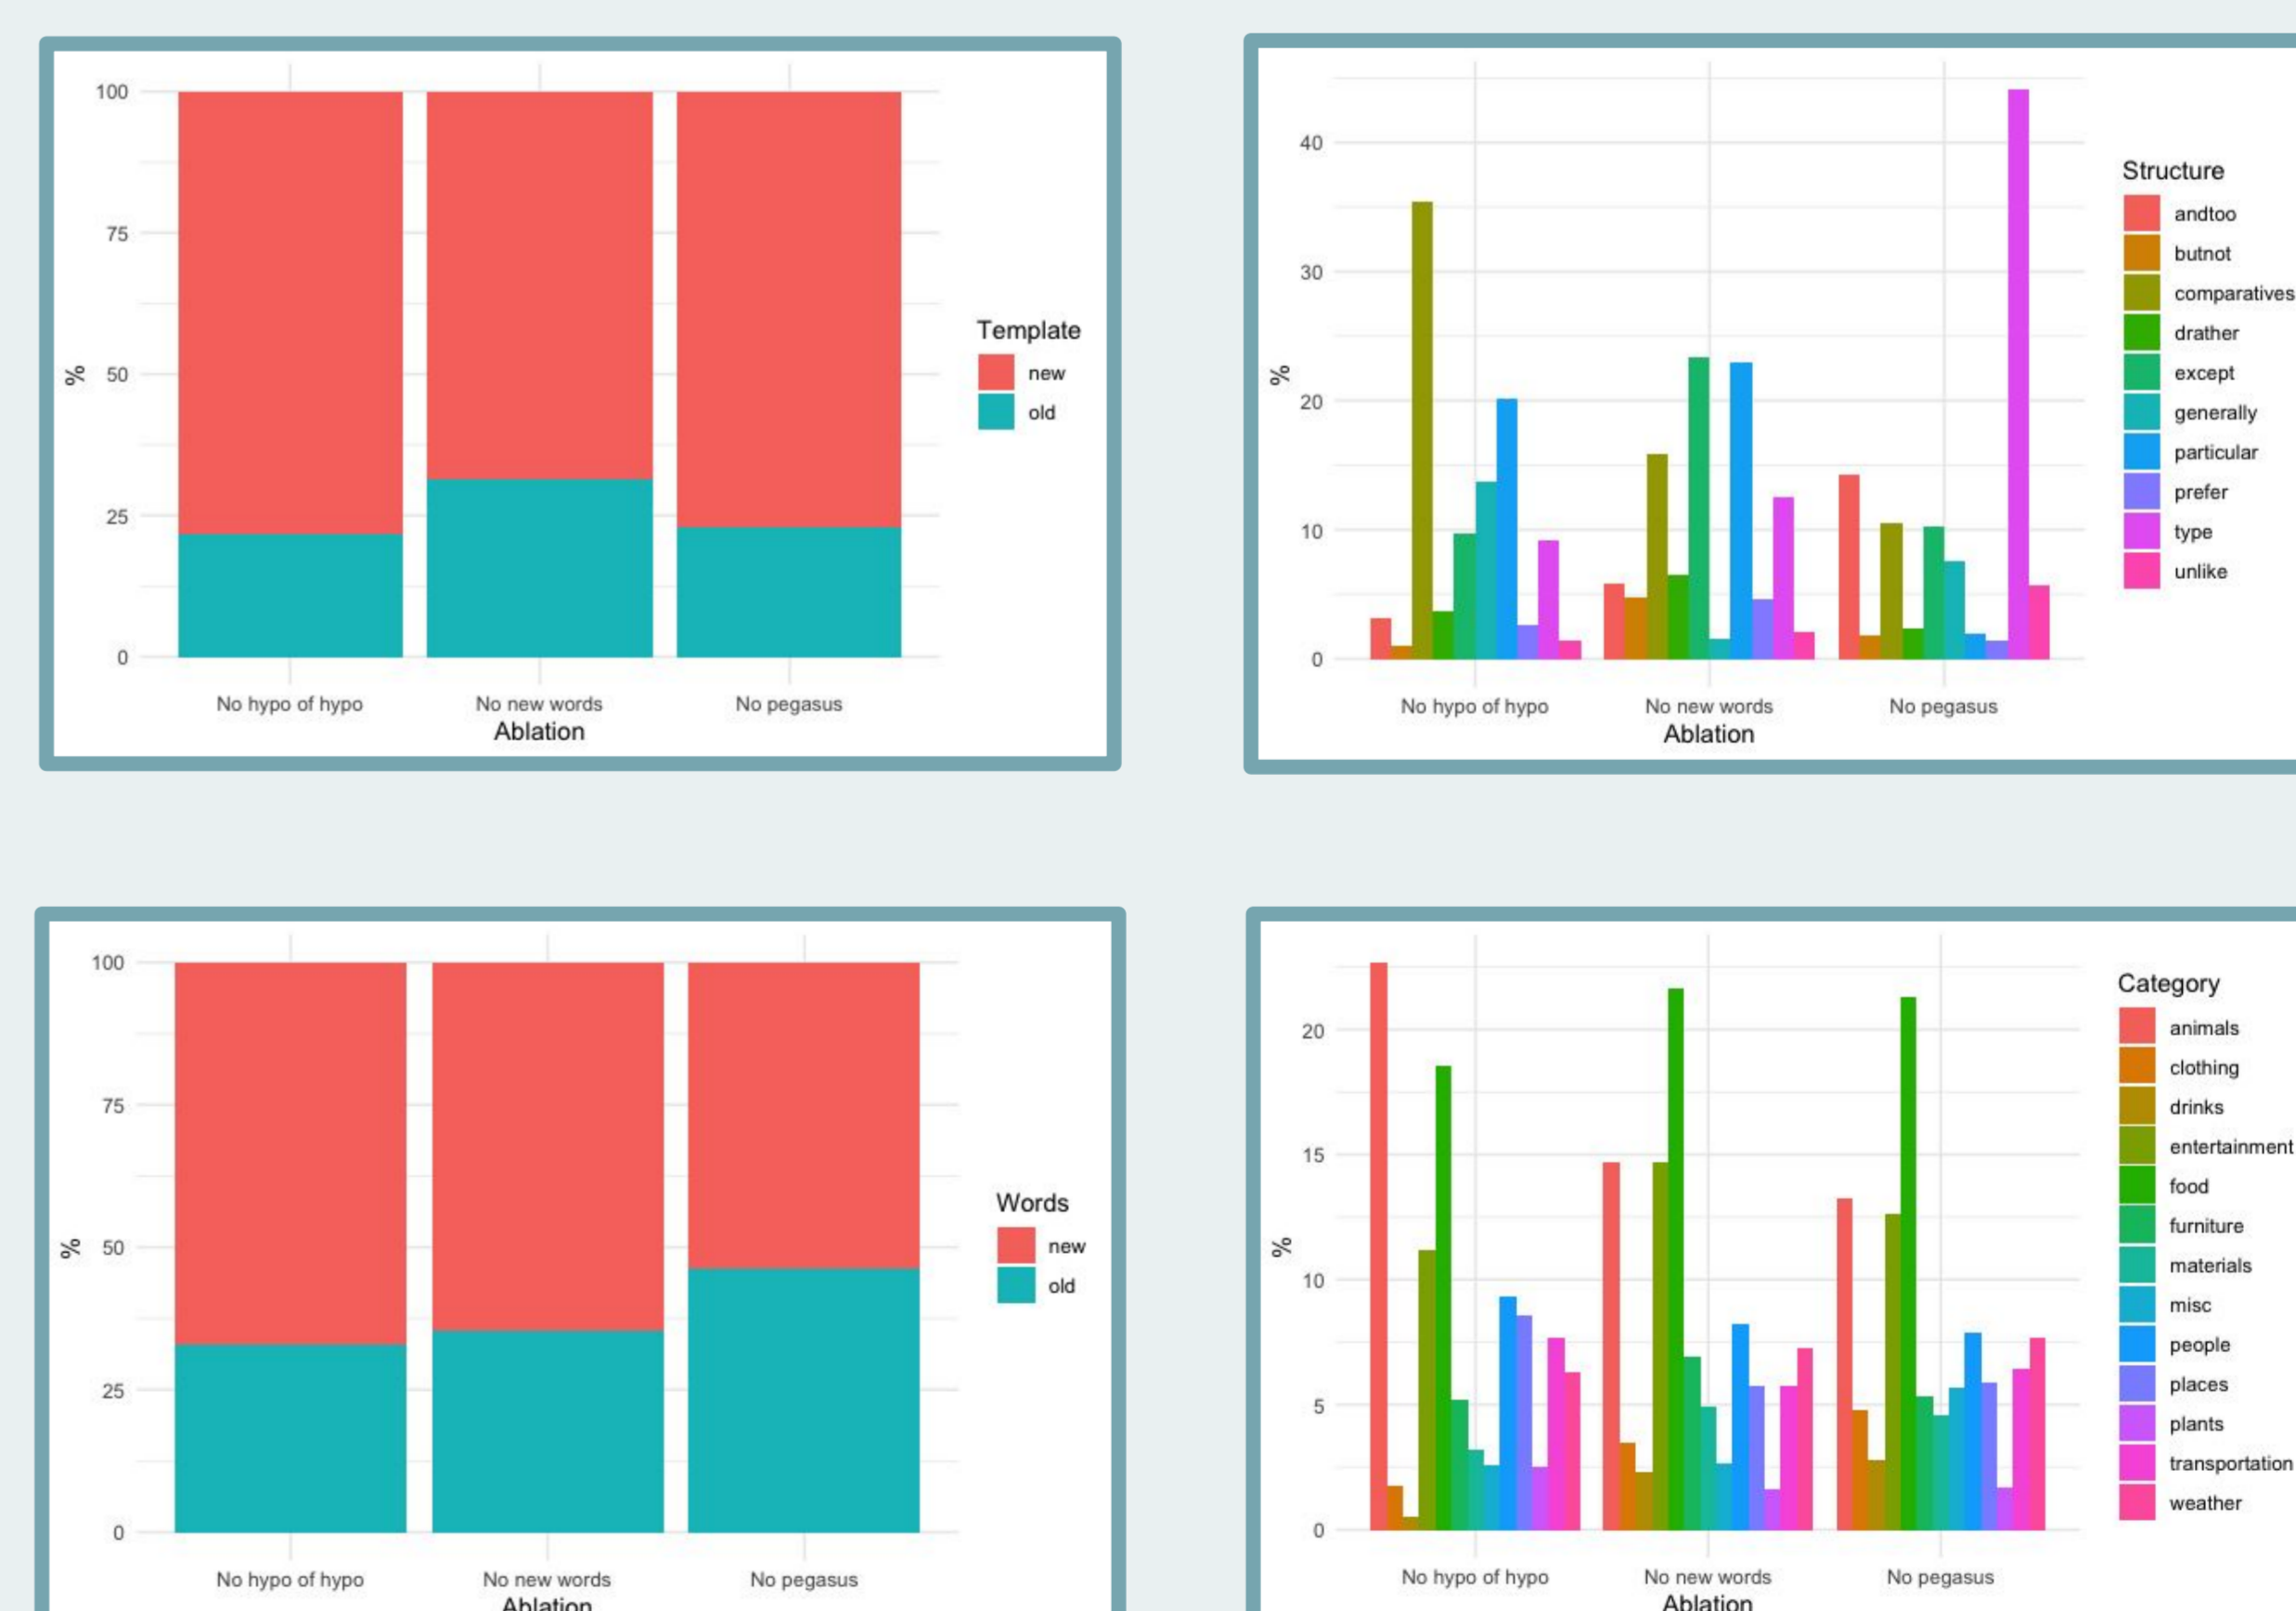 100
75
50
25
0
%
No hypo of hypo
No new words
No pegasus
Ablation
Template
new
old
40
30
20
10
0
%
No hypo of hypo
No new words
No pegasus
Ablation
Structure
andtoo
butnot
comparatives
drather
except
generally
particular
prefer
type
unlike
100
75
50
25
0
%
No hypo of hypo
No new words
No pegasus
Ablation
Words
new
old
20
15
10
5
0
%
No hypo of hypo
No new words
No pegasus
Ablation
Category
animals
clothing
drinks
entertainment
food
furniture
materials
misc
people
places
plants
transportation
weather